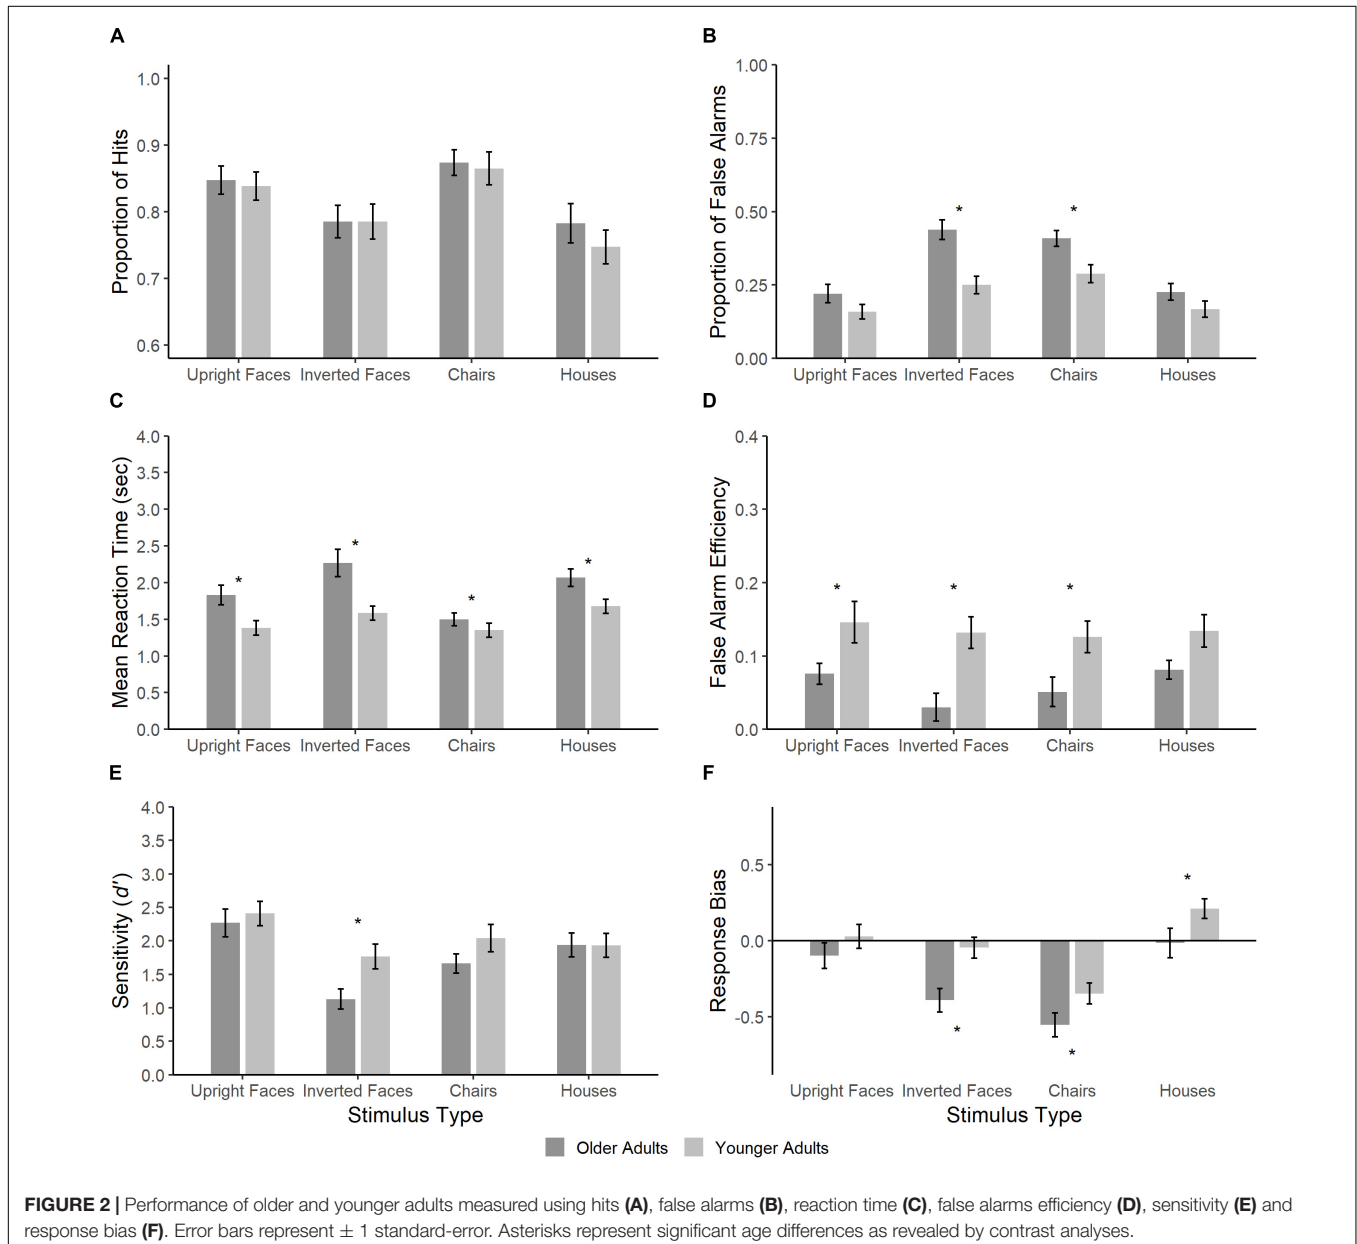 A
Proportion of Hits
1.0
0.9
0.8
0.7
0.6
Upright Faces Inverted Faces Chairs Houses
B
Proportion of False Alarms
1.00
0.75
0.50
0.25
0.00
* *
Upright Faces Inverted Faces Chairs Houses
C
Mean Reaction Time (sec)
4.0
3.5
3.0
2.5
2.0
1.5
1.0
0.5
0.0
* * * *
Upright Faces Inverted Faces Chairs Houses
D
False Alarm Efficiency
0.4
0.3
0.2
0.1
0.0
* * *
Upright Faces Inverted Faces Chairs Houses
E
Sensitivity (d′)
4.0
3.5
3.0
2.5
2.0
1.5
1.0
0.5
0.0
*
Upright Faces Inverted Faces Chairs Houses
Stimulus Type
F
Response Bias
0.5
0.0
-0.5
* * *
Upright Faces Inverted Faces Chairs Houses
Stimulus Type
Older Adults Younger Adults
FIGURE 2 | Performance of older and younger adults measured using hits (A), false alarms (B), reaction time (C), false alarms efficiency (D), sensitivity (E) and
response bias (F). Error bars represent ± 1 standard-error. Asterisks represent significant age differences as revealed by contrast analyses.